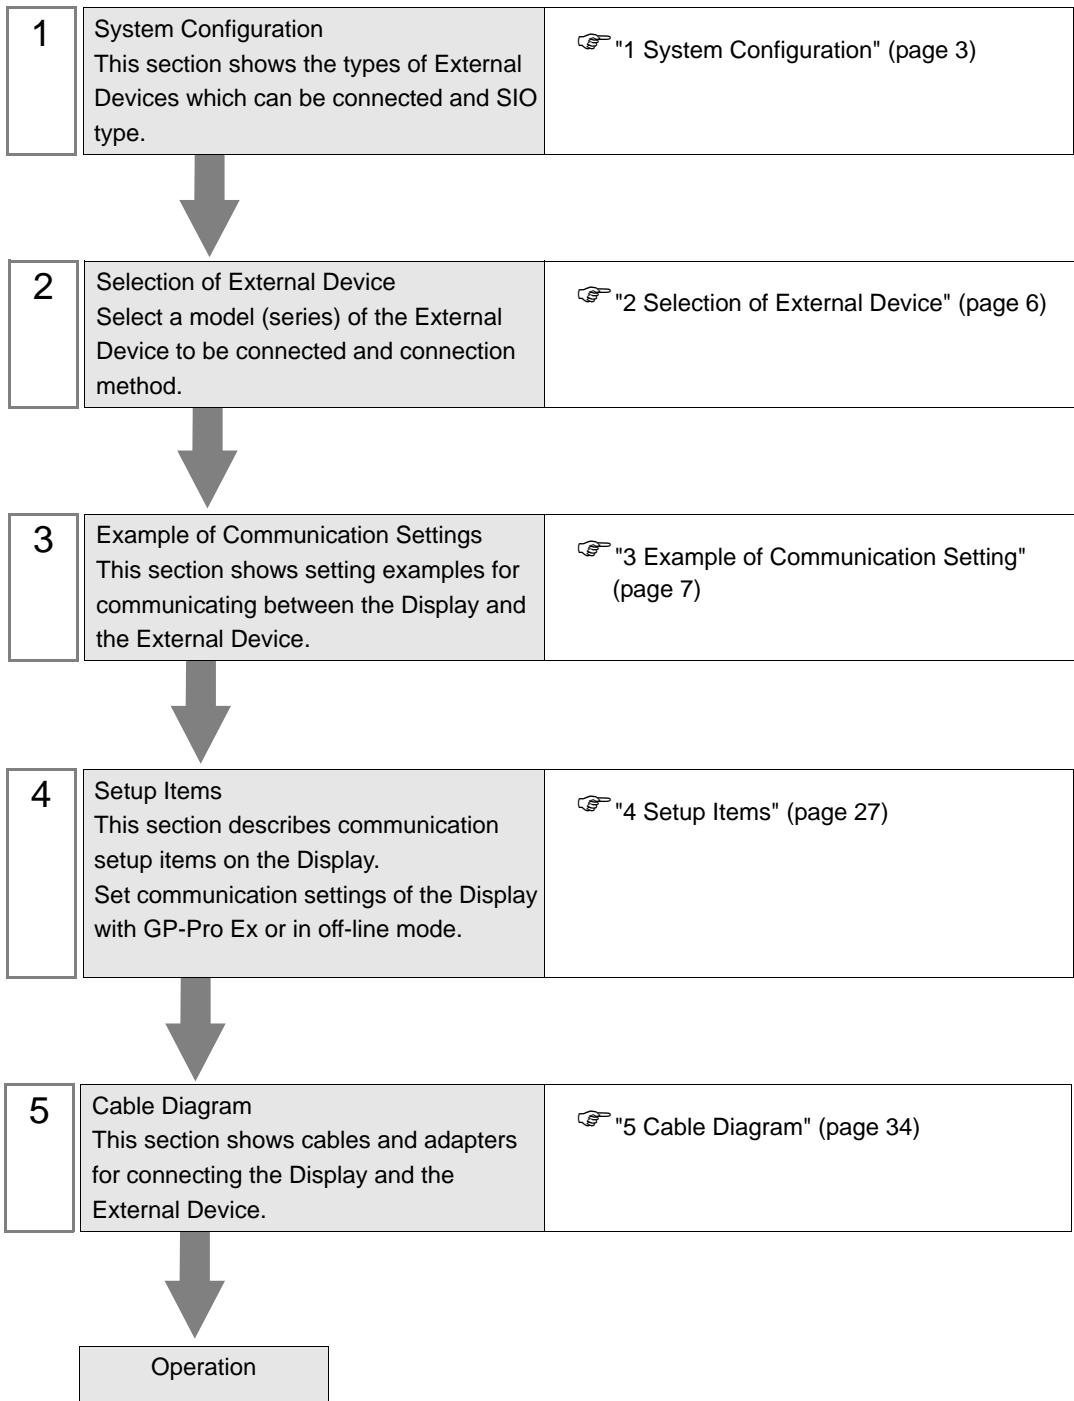 1
System Configuration
This section shows the types of External
Devices which can be connected and SIO
type.
"1 System Configuration" (page 3)
2
Selection of External Device
Select a model (series) of the External
Device to be connected and connection
method.
"2 Selection of External Device" (page 6)
3
Example of Communication Settings
This section shows setting examples for
communicating between the Display and
the External Device.
"3 Example of Communication Setting"
(page 7)
4
Setup Items
This section describes communication
setup items on the Display.
Set communication settings of the Display
with GP-Pro Ex or in off-line mode.
"4 Setup Items" (page 27)
5
Cable Diagram
This section shows cables and adapters
for connecting the Display and the
External Device.
"5 Cable Diagram" (page 34)
Operation